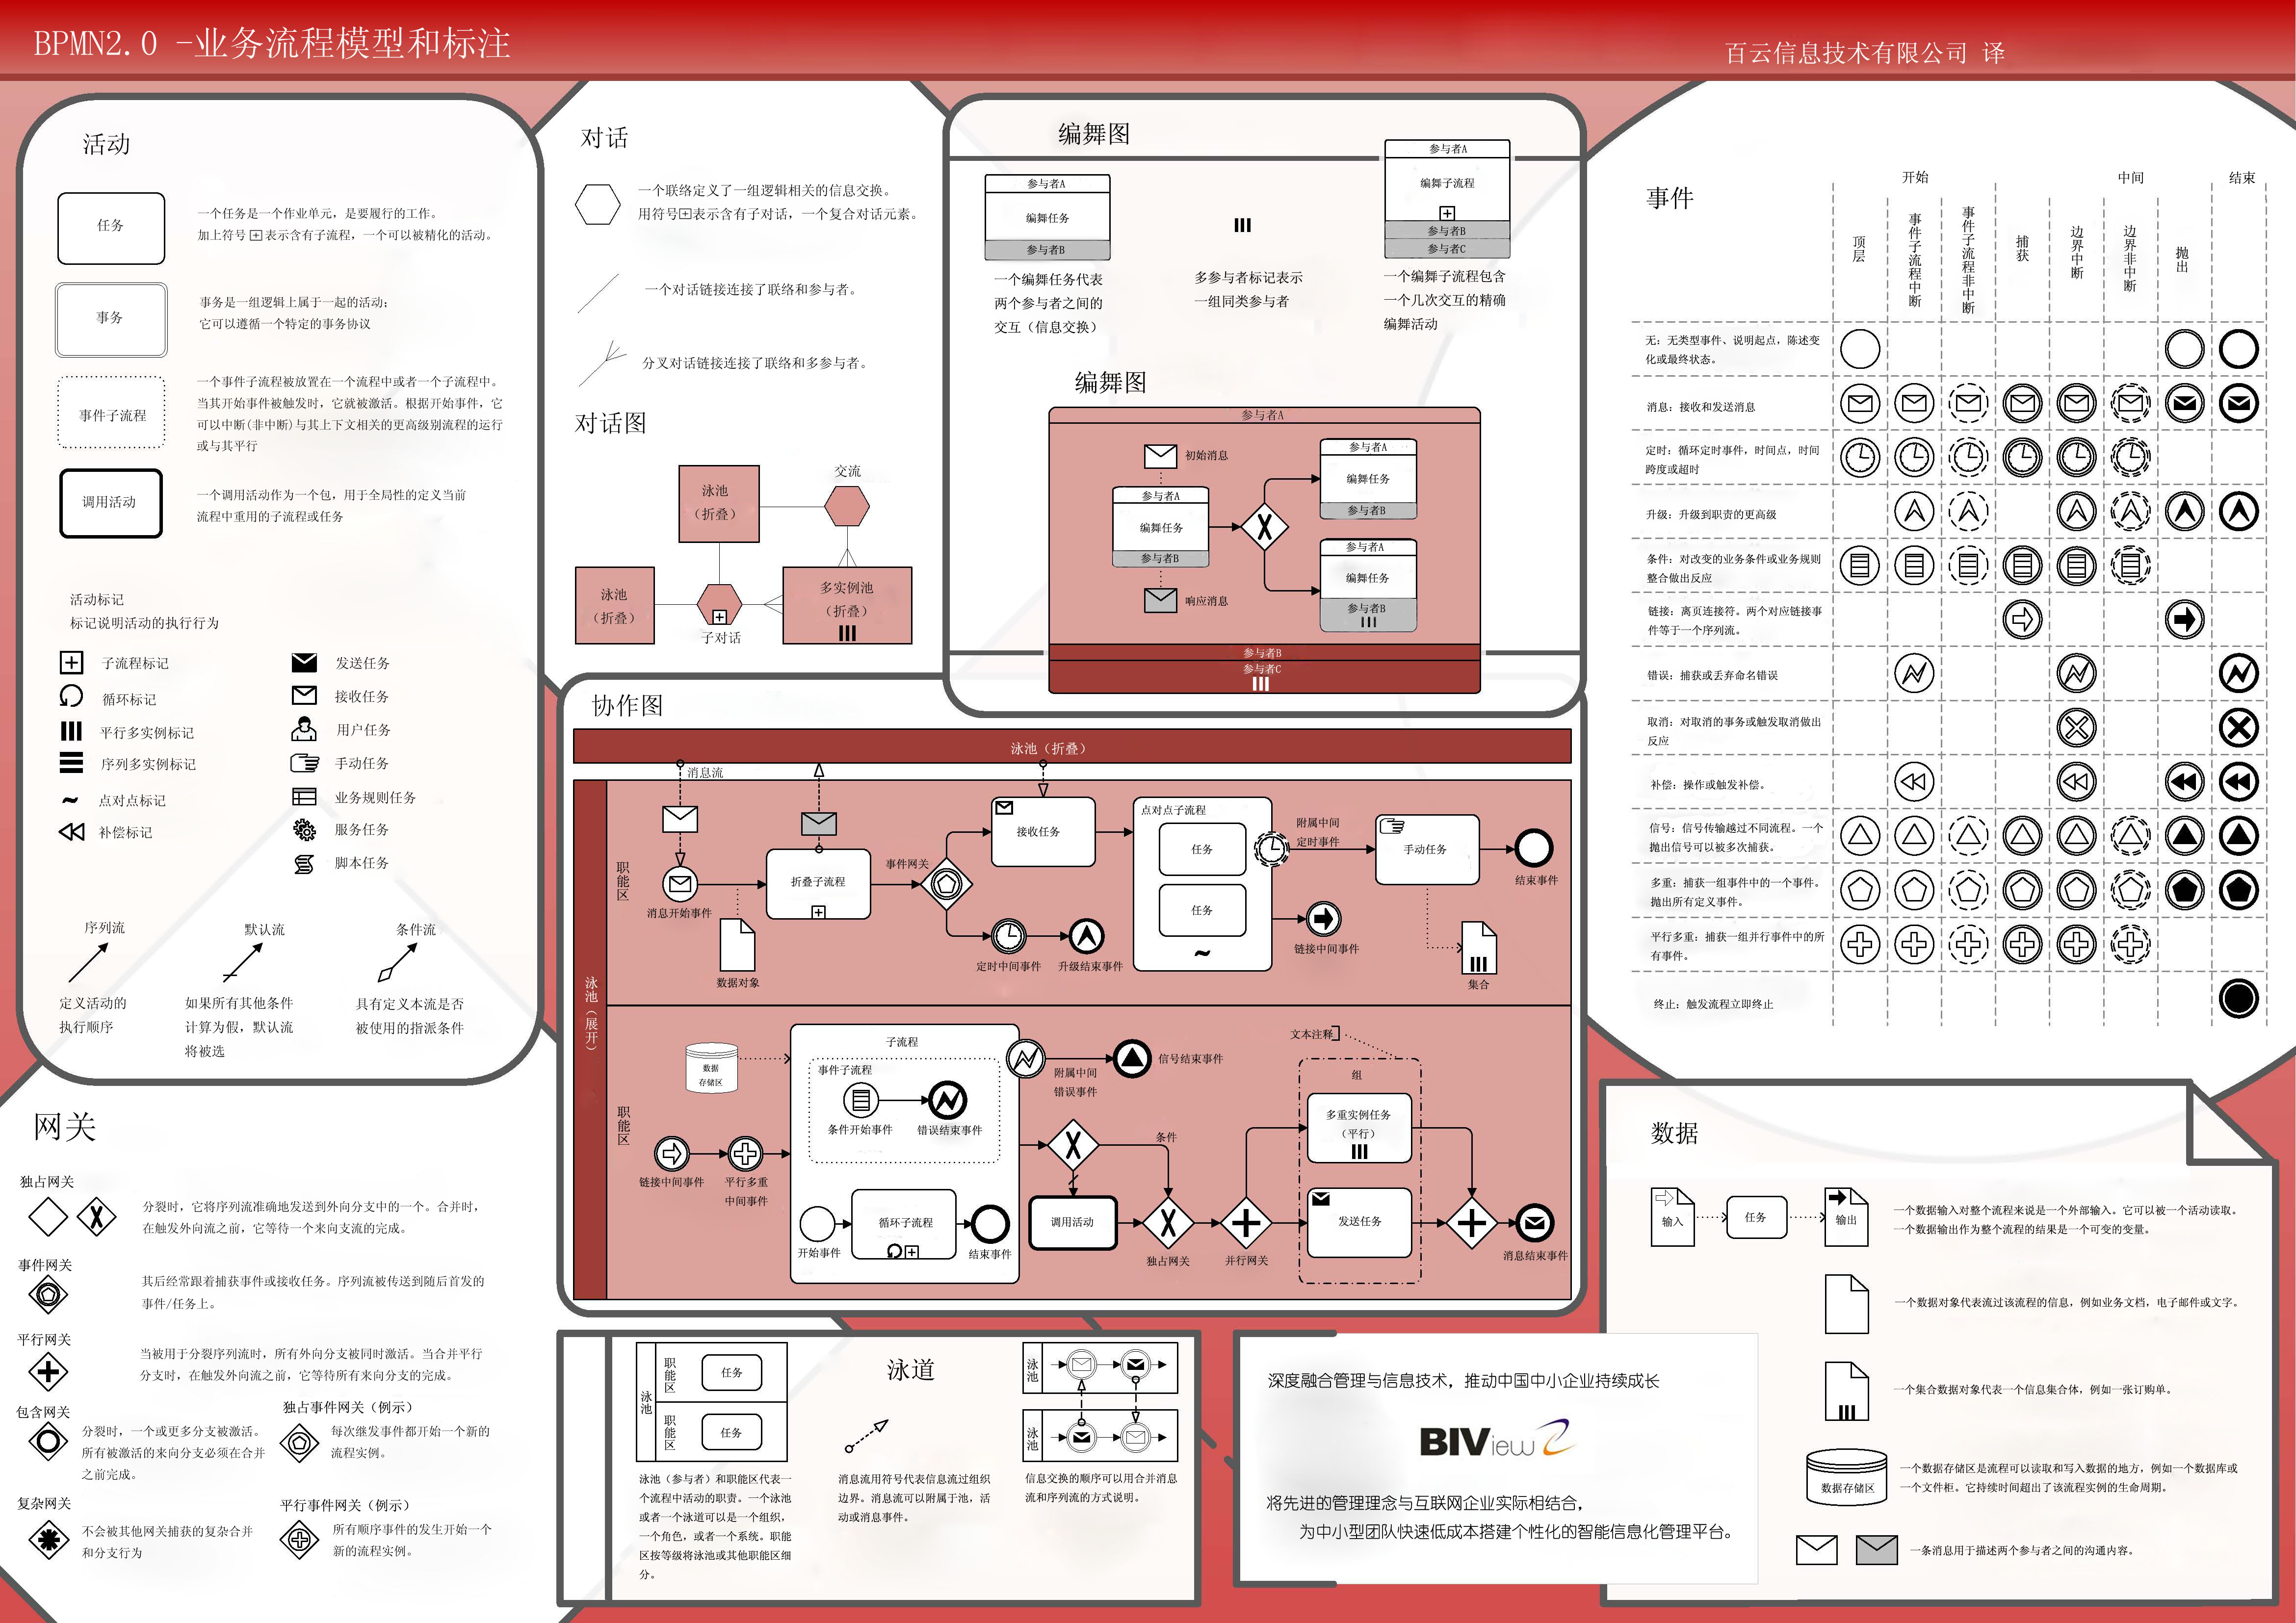 BPMN2.0 -业务流程模型和标注
百云信息技术有限公司 译
活动
任务
一个任务是一个作业单元，是要履行的工作。
加上符号 表示含有子流程，一个可以被精化的活动。
事务
事务是一组逻辑上属于一起的活动；
它可以遵循一个特定的事务协议
事件子流程
一个事件子流程被放置在一个流程中或者一个子流程中。
当其开始事件被触发时，它就被激活。根据开始事件，它
可以中断(非中断)与其上下文相关的更高级别流程的运行
或与其平行
调用活动
一个调用活动作为一个包，用于全局性的定义当前
流程中重用的子流程或任务
活动标记
标记说明活动的执行行为
子流程标记
循环标记
平行多实例标记
序列多实例标记
点对点标记
补偿标记
发送任务
接收任务
用户任务
手动任务
业务规则任务
服务任务
脚本任务
序列流
默认流
条件流
定义活动的
执行顺序
如果所有其他条件
计算为假，默认流
将被选
具有定义本流是否
被使用的指派条件
网关
独占网关
分裂时，它将序列流准确地发送到外向分支中的一个。合并时，
在触发外向流之前，它等待一个来向支流的完成。
事件网关
其后经常跟着捕获事件或接收任务。序列流被传送到随后首发的
事件/任务上。
平行网关
当被用于分裂序列流时，所有外向分支被同时激活。当合并平行
分支时，在触发外向流之前，它等待所有来向分支的完成。
包含网关
分裂时，一个或更多分支被激活。
所有被激活的来向分支必须在合并
之前完成。
独占事件网关（例示）
每次继发事件都开始一个新的
流程实例。
复杂网关
不会被其他网关捕获的复杂合并
和分支行为
平行事件网关（例示）
所有顺序事件的发生开始一个
新的流程实例。
对话
一个联络定义了一组逻辑相关的信息交换。
用符号 表示含有子对话，一个复合对话元素。
一个对话链接连接了联络和参与者。
分叉对话链接连接了联络和多参与者。
对话图
泳池
（折叠）
交流
泳池
（折叠）
子对话
多实例池
（折叠）
编舞图
参与者A
编舞任务
参与者B
一个编舞任务代表
两个参与者之间的
交互（信息交换）
多参与者标记表示
一组同类参与者
参与者A
编舞子流程
参与者B
参与者C
一个编舞子流程包含
一个几次交互的精确
编舞活动
编舞图
参与者A
初始消息
参与者A
编舞任务
参与者B
响应消息
参与者A
编舞任务
参与者B
参与者A
编舞任务
参与者B
参与者B
参与者C
协作图
泳池（折叠）
消息流
泳池（展开）
职能区
消息开始事件
数据对象
折叠子流程
事件网关
接收任务
定时中间事件
升级结束事件
点对点子流程
任务
任务
附属中间
定时事件
链接中间事件
手动任务
集合
结束事件
职能区
数据
存储区
链接中间事件
平行多重
中间事件
子流程
事件子流程
条件开始事件
错误结束事件
开始事件
循环子流程
结束事件
附属中间
错误事件
信号结束事件
条件
调用活动
独占网关
并行网关
文本注释
组
多重实例任务
（平行）
发送任务
消息结束事件
泳道
泳池
职能区
任务
职能区
任务
泳池（参与者）和职能区代表一
个流程中活动的职责。一个泳池
或者一个泳道可以是一个组织，
一个角色，或者一个系统。职能
区按等级将泳池或其他职能区细
分。
消息流用符号代表信息流过组织
边界。消息流可以附属于池，活
动或消息事件。
泳池
泳池
信息交换的顺序可以用合并消息
流和序列流的方式说明。
深度融合管理与信息技术，推动中国中小企业持续成长
BIView
将先进的管理理念与互联网企业实际相结合，
为中小型团队快速低成本搭建个性化的智能信息化管理平台。
事件
开始
中间
结束
顶层
事件子流程中断
事件子流程非中断
捕获
边界中断
边界非中断
抛出
无：无类型事件、说明起点，陈述变
化或最终状态。
消息：接收和发送消息
定时：循环定时事件，时间点，时间
跨度或超时
升级：升级到职责的更高级
条件：对改变的业务条件或业务规则
整合做出反应
链接：离页连接符。两个对应链接事
件等于一个序列流。
错误：捕获或丢弃命名错误
取消：对取消的事务或触发取消做出
反应
补偿：操作或触发补偿。
信号：信号传输越过不同流程。一个
抛出信号可以被多次捕获。
多重：捕获一组事件中的一个事件。
抛出所有定义事件。
平行多重：捕获一组并行事件中的所
有事件。
终止：触发流程立即终止
数据
输入
任务
输出
一个数据输入对整个流程来说是一个外部输入。它可以被一个活动读取。
一个数据输出作为整个流程的结果是一个可变的变量。
一个数据对象代表流过该流程的信息，例如业务文档，电子邮件或文字。
一个集合数据对象代表一个信息集合体，例如一张订购单。
数据存储区
一个数据存储区是流程可以读取和写入数据的地方，例如一个数据库或
一个文件柜。它持续时间超出了该流程实例的生命周期。
一条消息用于描述两个参与者之间的沟通内容。